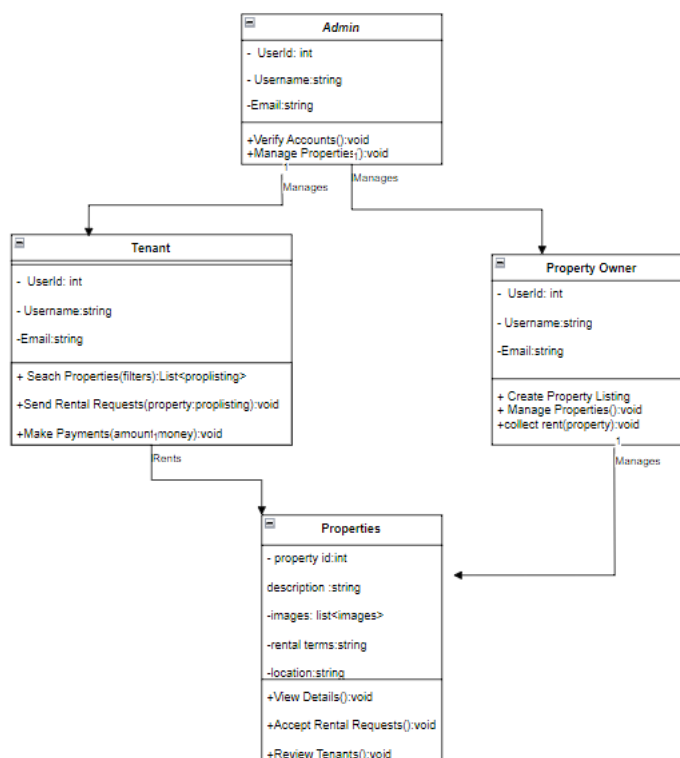 Admin
- UserId: int
- Username:string
-Email:string
+Verify Accounts():void
+Manage Properties():void
1
1
Manages
Manages
Tenant
- UserId: int
- Username:string
-Email:string
+ Seach Properties(filters):List<proplisting>
+Send Rental Requests(property:proplisting):void
+Make Payments(amount:money):void
1
Rents
Property Owner
- UserId: int
- Username:string
-Email:string
+ Create Property Listing
+ Manage Properties():void
+collect rent(property):void
1
Manages
Properties
- property id:int
description :string
-images: list<images>
-rental terms:string
-location:string
+View Details():void
+Accept Rental Requests():void
+Review Tenants():void